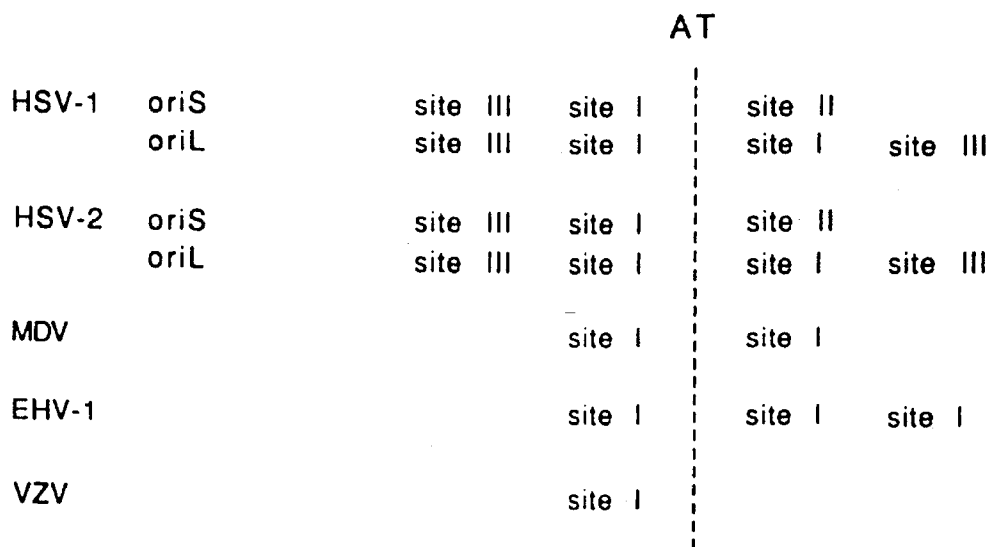 AT
HSV-1 oriS site III site I site II
oriL site III site I site I site III
HSV-2 oriS site III site I site II
oriL site III site I site I site III
MDV site I site I
EHV-1 site I site I site I
VZV site I